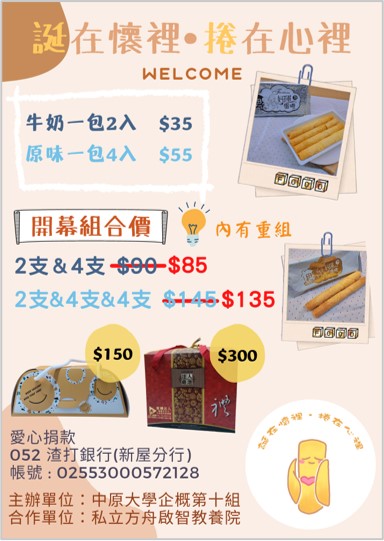 誕在懷裡•捲在心裡
WELCOME
牛奶一包2入 $35
原味一包4入 $55
開幕組合價
內有重組
2支&4支 $90 $85
2支&4支&4支 $145 $135
$150
$300
禮
愛心捐款
052 渣打銀行(新屋分行)
帳號：02553000572128
誕在懷裡・捲在心裡
主辦單位：中原大學企概第十組
合作單位：私立方舟啟智教養院